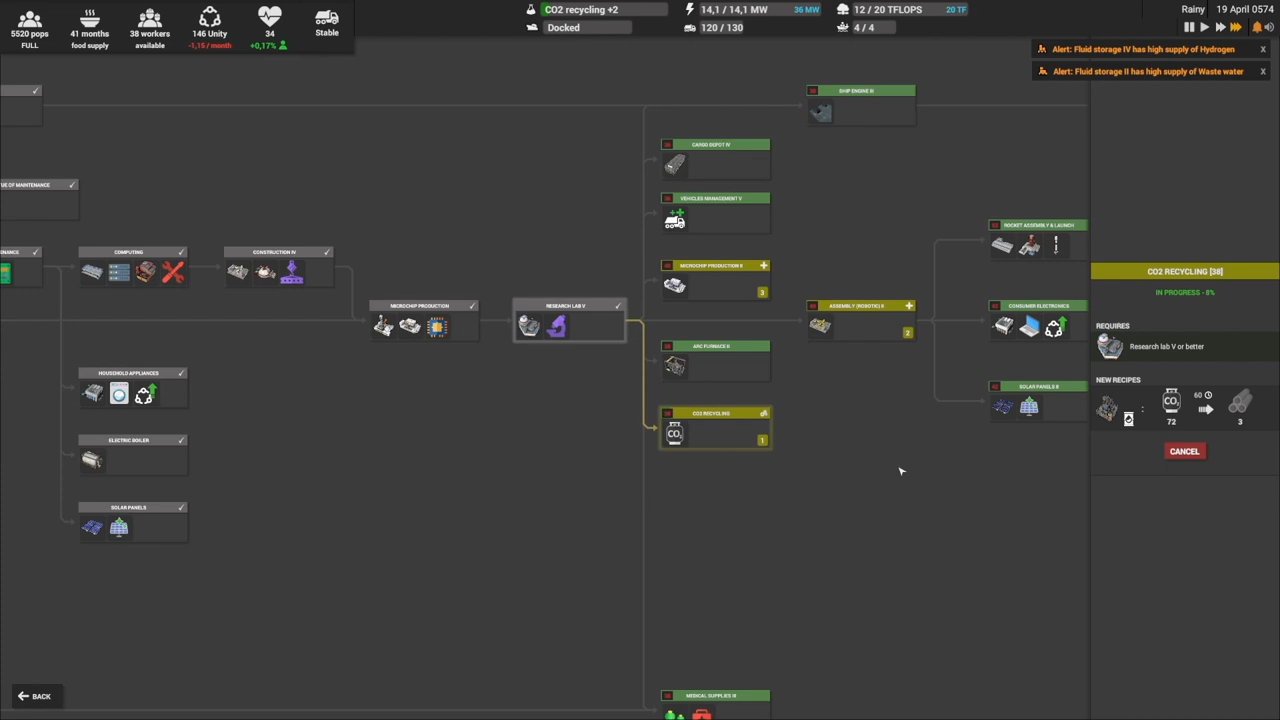 5520 pops
FULL
41 months
food supply
38 workers
available
146 Unity
-1,15 / month
34
+0,17%
Stable
CO2 recycling +2
Docked
14,1 / 14,1 MW
36 MW
120 / 130
12 / 20 TFLOPS
20 TF
4 / 4
Rainy
19 April 0574
Alert: Fluid storage IV has high supply of Hydrogen
X
Alert: Fluid storage II has high supply of Waste water
X
SHIP ENGINE III
CARGO DEPOT IV
VEHICLES MANAGEMENT V
COMPUTING
CONSTRUCTION IV
MICROCHIP PRODUCTION II
3
MICROCHIP PRODUCTION
RESEARCH LAB V
ASSEMBLY (ROBOTIC) II
2
ROCKET ASSEMBLY & LAUNCH
CONSUMER ELECTRONICS
ARC FURNACE II
SOLAR PANELS II
HOUSEHOLD APPLIANCES
CO2 RECYCLING
CO2
1
ELECTRIC BOILER
SOLAR PANELS
MEDICAL SUPPLIES III
CO2 RECYCLING [38]
IN PROGRESS - 8%
REQUIRES
Research lab V or better
NEW RECIPES
CO2
60
:
72
3
CANCEL
BACK